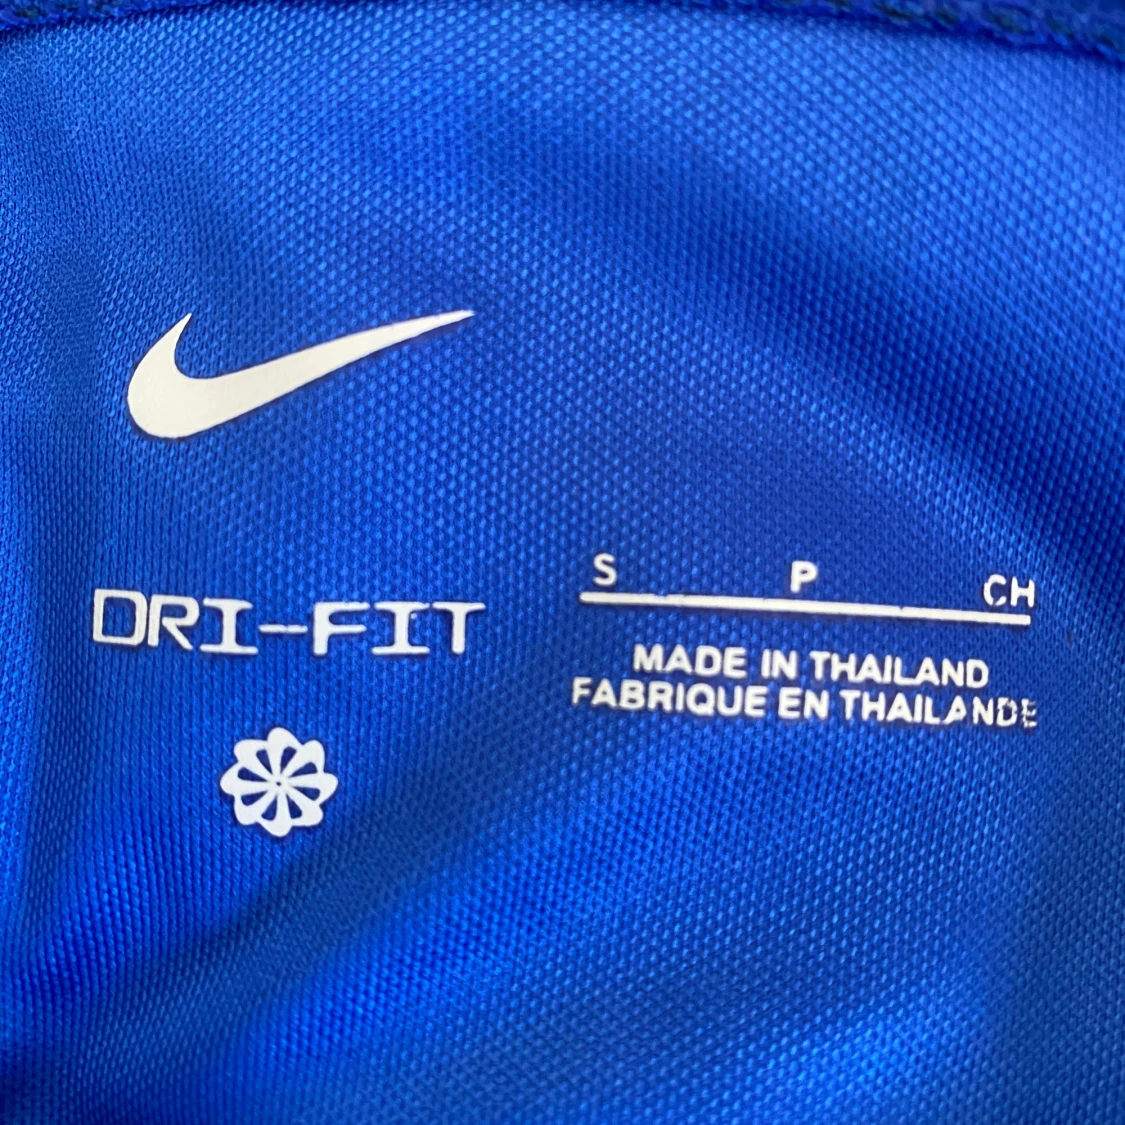 DRI-FIT
S P CH
MADE IN THAILAND
FABRIQUE EN THAILANDE